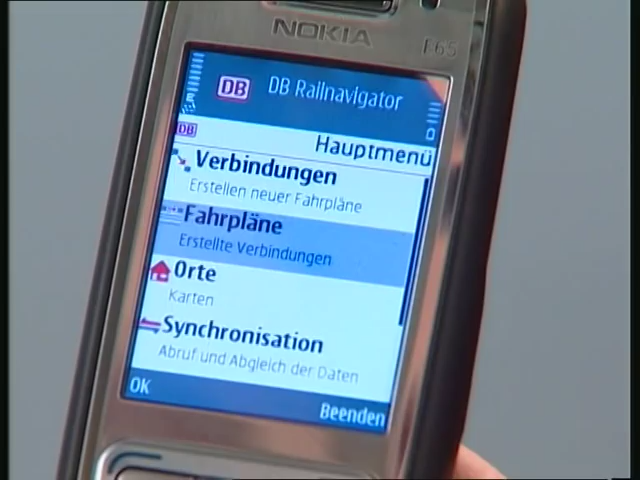 NOKIA
E65
DB
DB Railnavigator
DB
Hauptmenü
Verbindungen
Erstellen neuer Fahrpläne
Fahrpläne
Erstellte Verbindungen
Orte
Karten
Synchronisation
Abruf und Abgleich der Daten
OK
Beenden